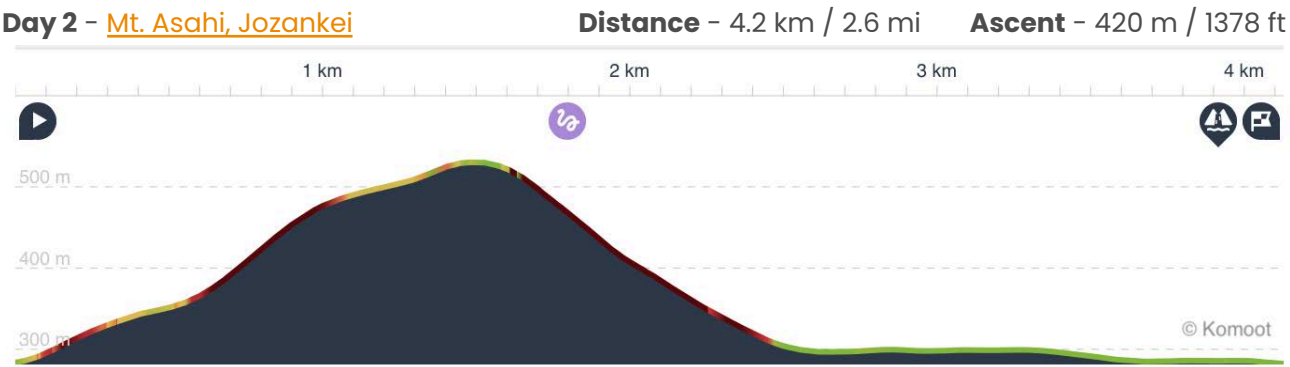 Day 2 - Mt. Asahi, Jozankei Distance - 4.2 km / 2.6 mi Ascent - 420 m / 1378 ft
1 km 2 km 3 km 4 km
500 m
400 m
300 m
© Komoot